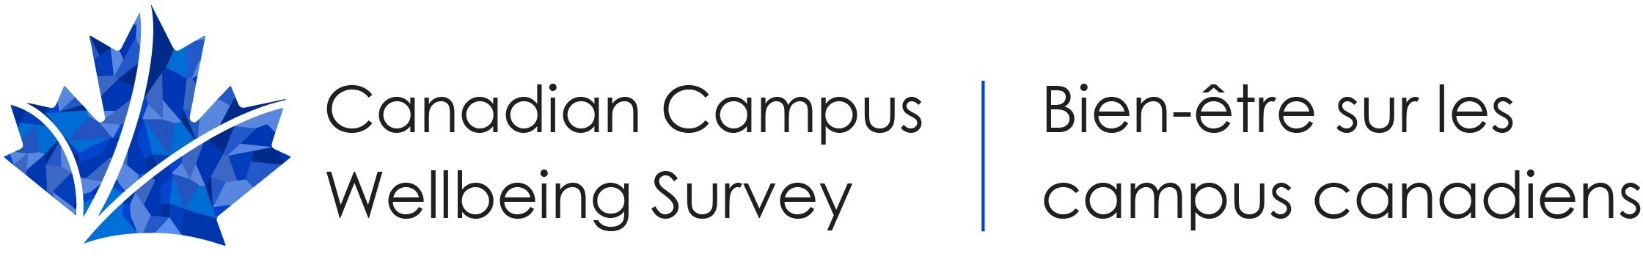 Canadian Campus
Wellbeing Survey
Bien-être sur les
campus canadiens